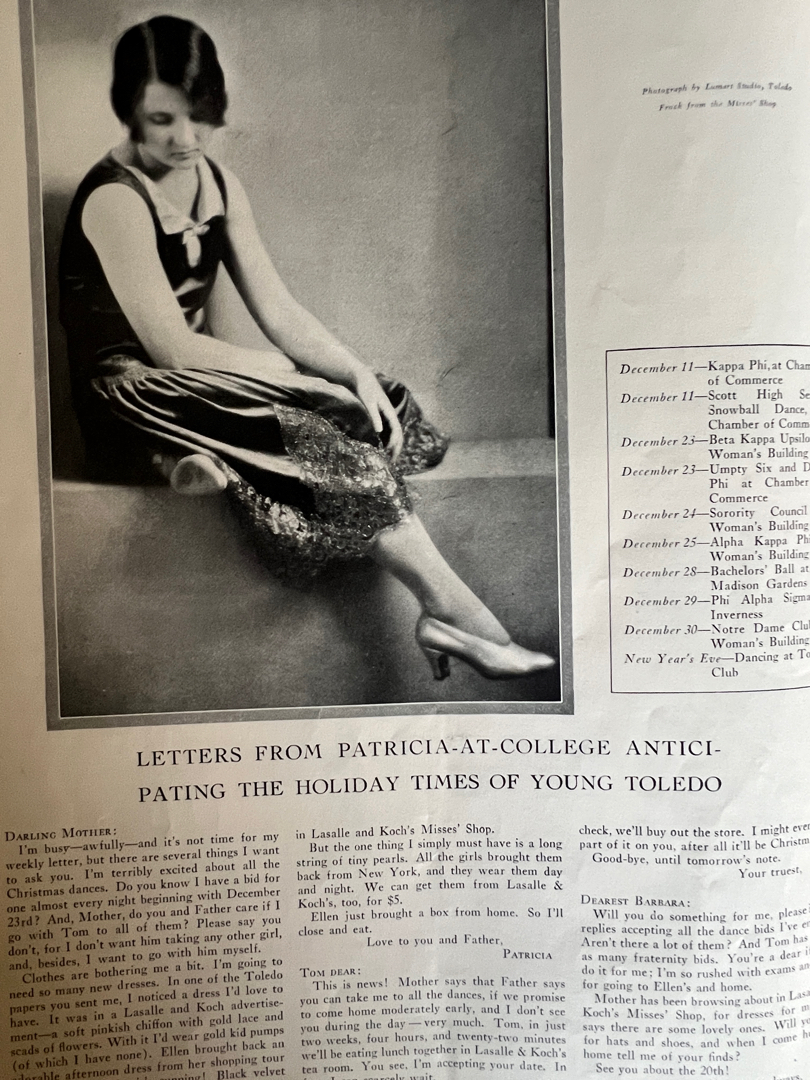 Photograph by Lamart Studio, Toledo
Frock from the Misses' Shop
December 11—Kappa Phi, at Cham
of Commerce
December 11—Scott High Se
Snowball Dance,
Chamber of Comm
December 23—Beta Kappa Upsilo
Woman's Building
December 23—Umpty Six and D
Phi at Chamber
Commerce
December 24—Sorority Council
Woman's Building
December 25—Alpha Kappa Phi
Woman's Building
December 28—Bachelors' Ball at
Madison Gardens
December 29—Phi Alpha Sigma
Inverness
December 30—Notre Dame Club
Woman's Building
New Year's Eve—Dancing at To
Club
LETTERS FROM PATRICIA-AT-COLLEGE ANTICI-
PATING THE HOLIDAY TIMES OF YOUNG TOLEDO
DARLING MOTHER:
I'm busy—awfully—and it's not time for my
weekly letter, but there are several things I want
to ask you. I'm terribly excited about all the
Christmas dances. Do you know I have a bid for
one almost every night beginning with December
23rd? And, Mother, do you and Father care if I
go with Tom to all of them? Please say you
don't, for I don't want him taking any other girl,
and, besides, I want to go with him myself.
Clothes are bothering me a bit. I'm going to
need so many new dresses. In one of the Toledo
papers you sent me, I noticed a dress I'd love to
have. It was in a Lasalle and Koch advertise-
ment—a soft pinkish chiffon with gold lace and
scads of flowers. With it I'd wear gold kid pumps
(of which I have none). Ellen brought back an
adorable afternoon dress from her shopping tour
Black velvet
in Lasalle and Koch's Misses' Shop.
But the one thing I simply must have is a long
string of tiny pearls. All the girls brought them
back from New York, and they wear them day
and night. We can get them from Lasalle &
Koch's, too, for $5.
Ellen just brought a box from home. So I'll
close and eat.
Love to you and Father,
PATRICIA
TOM DEAR:
This is news! Mother says that Father says
you can take me to all the dances, if we promise
to come home moderately early, and I don't see
you during the day—very much. Tom, in just
two weeks, four hours, and twenty-two minutes
we'll be eating lunch together in Lasalle & Koch's
tea room. You see, I'm accepting your date. In
I can scarcely wait.
check, we'll buy out the store. I might even
part of it on you, after all it'll be Christm
Good-bye, until tomorrow's note.
Your truest,
DEAREST BARBARA:
Will you do something for me, please
replies accepting all the dance bids I've
Aren't there a lot of them? And Tom has
as many fraternity bids. You're a dear i
do it for me; I'm so rushed with exams an
for going to Ellen's and home.
Mother has been browsing about in Lasa
Koch's Misses' Shop, for dresses for m
says there are some lovely ones. Will yo
for hats and shoes, and when I come h
home tell me of your finds?
See you about the 20th!